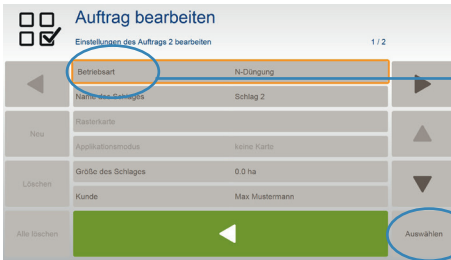 Auftrag bearbeiten
Einstellungen des Auftrags 2 bearbeiten 1 / 2
Betriebsart N-Düngung
Name des Schlages Schlag 2
Rasterkarte
Neu
Applikationsmodus keine Karte
Größe des Schlages 0.0 ha
Löschen
Kunde Max Mustermann
Alle löschen
Auswählen